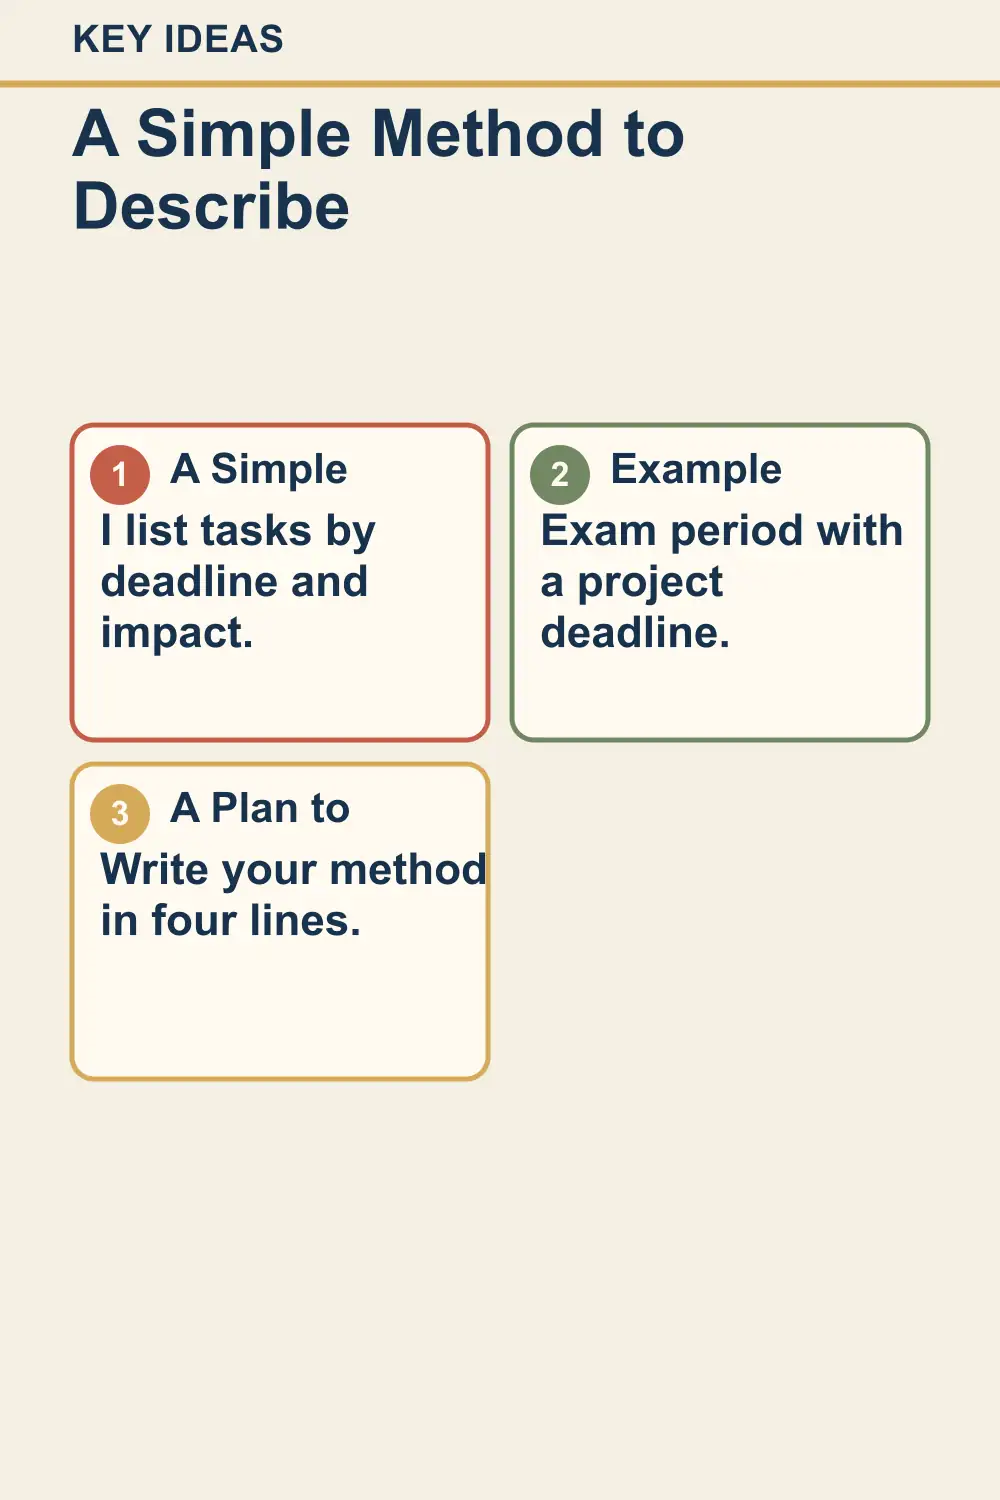 KEY IDEAS
A Simple Method to
Describe
1 A Simple
I list tasks by
deadline and
impact.
2 Example
Exam period with
a project
deadline.
3 A Plan to
Write your method
in four lines.